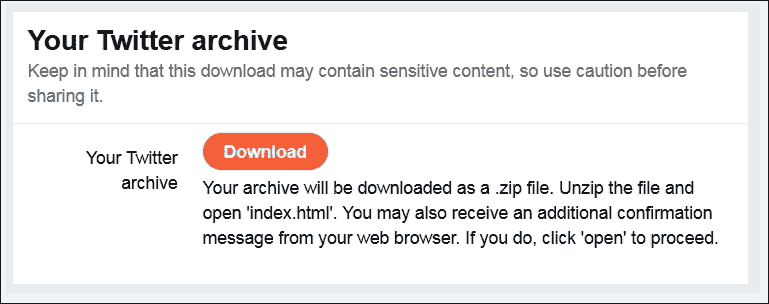 Your Twitter archive
Keep in mind that this download may contain sensitive content, so use caution before
sharing it.
Your Twitter
archive
Download
Your archive will be downloaded as a .zip file. Unzip the file and
open 'index.html'. You may also receive an additional confirmation
message from your web browser. If you do, click 'open' to proceed.